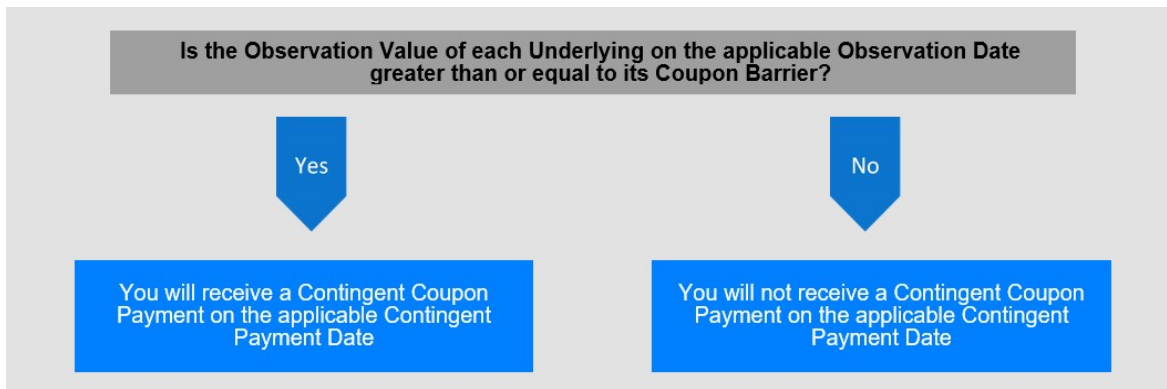 Is the Observation Value of each Underlying on the applicable Observation Date
greater than or equal to its Coupon Barrier?
Yes
No
You will receive a Contingent Coupon
Payment on the applicable Contingent
Payment Date
You will not receive a Contingent Coupon
Payment on the applicable Contingent
Payment Date